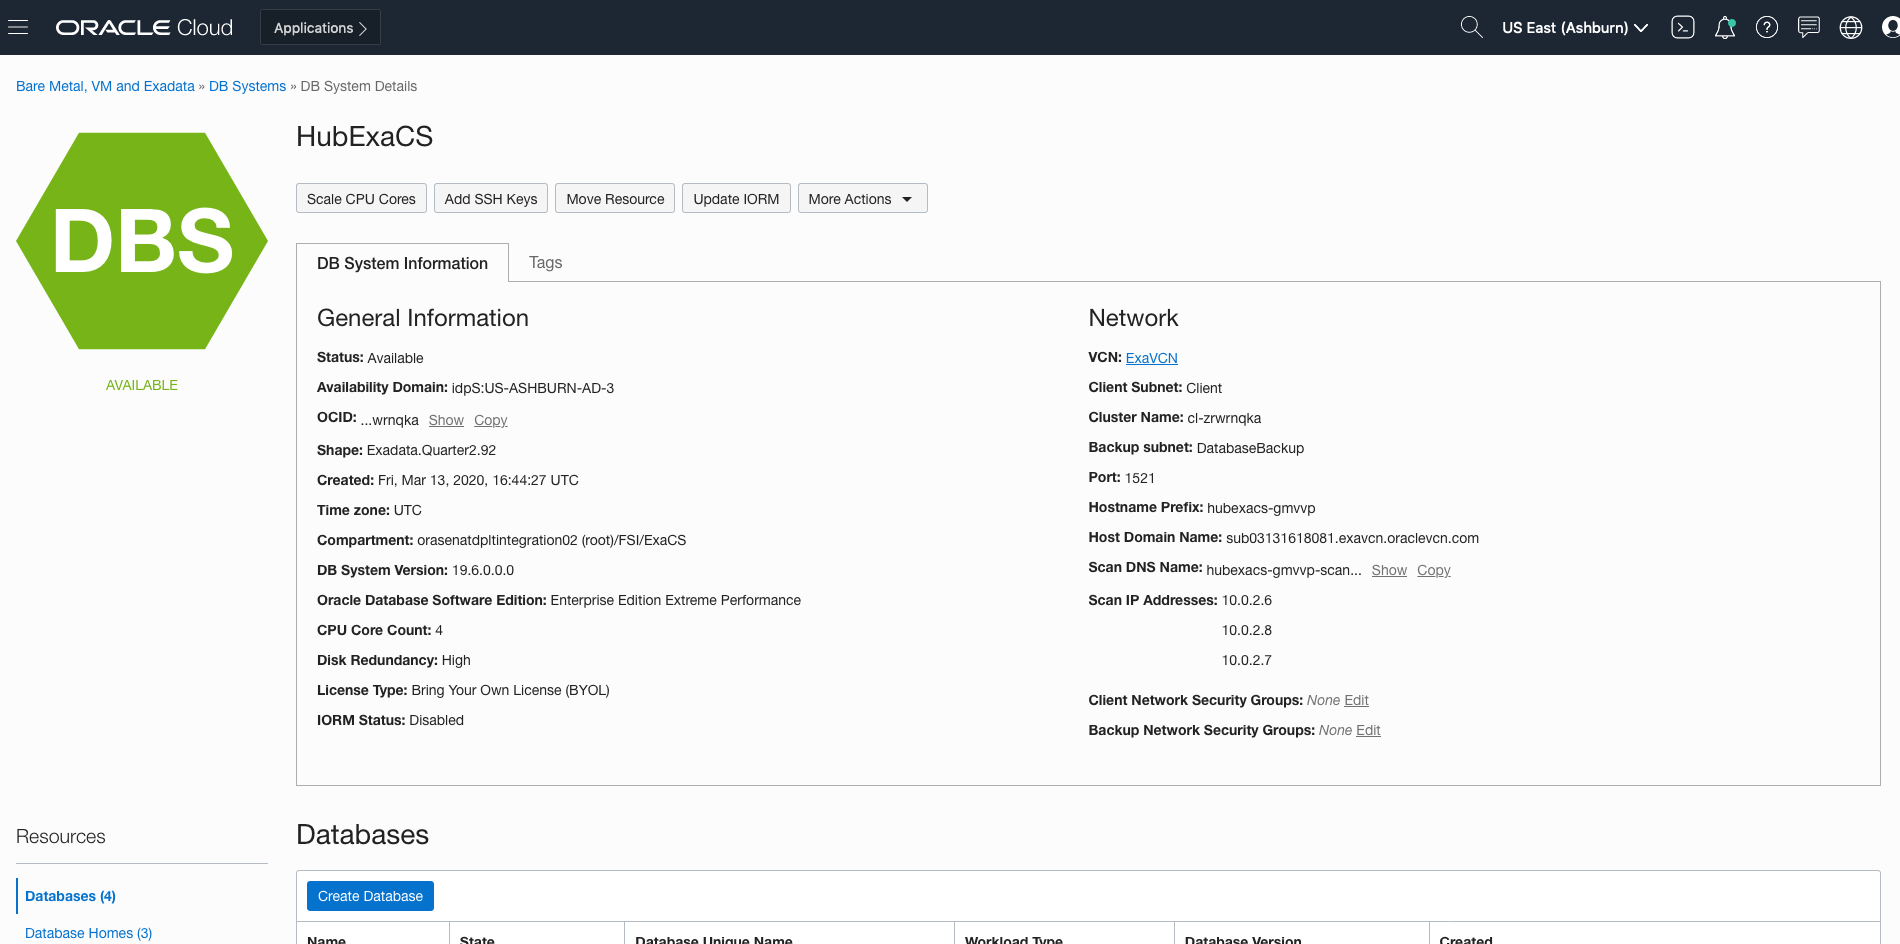 ORACLE Cloud
Applications
US East (Ashburn)
Bare Metal, VM and Exadata » DB Systems » DB System Details
DBS
AVAILABLE
HubExaCS
Scale CPU Cores
Add SSH Keys
Move Resource
Update IORM
More Actions
DB System Information
Tags
General Information
Status: Available
Availability Domain: idpS:US-ASHBURN-AD-3
OCID: ...wrnqka Show Copy
Shape: Exadata.Quarter2.92
Created: Fri, Mar 13, 2020, 16:44:27 UTC
Time zone: UTC
Compartment: orasenatdpltintegration02 (root)/FSI/ExaCS
DB System Version: 19.6.0.0.0
Oracle Database Software Edition: Enterprise Edition Extreme Performance
CPU Core Count: 4
Disk Redundancy: High
License Type: Bring Your Own License (BYOL)
IORM Status: Disabled
Network
VCN: ExaVCN
Client Subnet: Client
Cluster Name: cl-zrwrnqka
Backup subnet: DatabaseBackup
Port: 1521
Hostname Prefix: hubexacs-gmvvp
Host Domain Name: sub03131618081.exavcn.oraclevcn.com
Scan DNS Name: hubexacs-gmvvp-scan... Show Copy
Scan IP Addresses: 10.0.2.6
10.0.2.8
10.0.2.7
Client Network Security Groups: None Edit
Backup Network Security Groups: None Edit
Resources
Databases (4)
Database Homes (3)
Databases
Create Database
Name
State
Database Unique Name
Workload Type
Database Version
Created